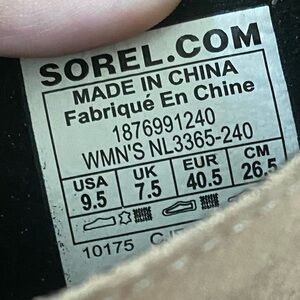 SOREL.COM
MADE IN CHINA
Fabriqué En Chine
1876991240
WMN'S NL3365-240
USA UK EUR CM
9.5 7.5 40.5 26.5
10175